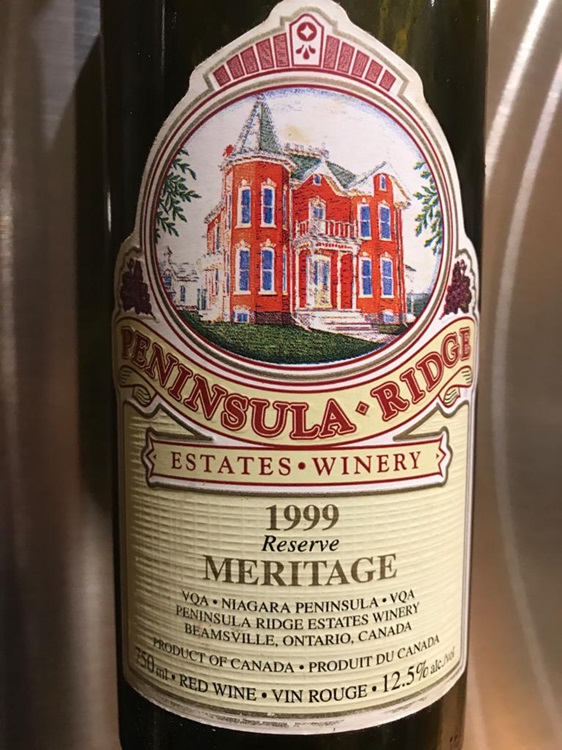 PENINSULA • RIDGE
ESTATES • WINERY
1999
Reserve
MERITAGE
VQA • NIAGARA PENINSULA • VQA
PENINSULA RIDGE ESTATES WINERY
BEAMSVILLE, ONTARIO, CANADA
PRODUCT OF CANADA • PRODUIT DU CANADA
750 ml • RED WINE • VIN ROUGE • 12.5% alc./vol